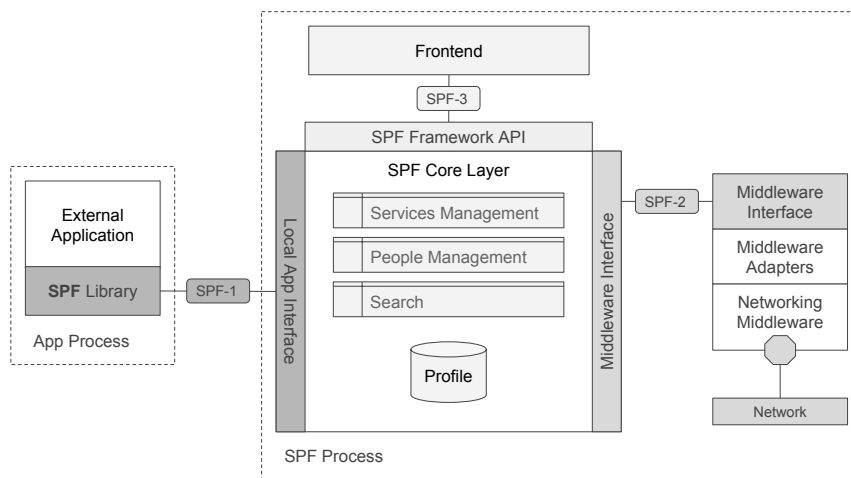 Frontend
SPF-3
SPF Framework API
SPF Core Layer
Services Management
People Management
Search
Profile
Local App Interface
Middleware Interface
SPF Process
External
Application
SPF Library
App Process
SPF-1
SPF-2
Middleware
Interface
Middleware
Adapters
Networking
Middleware
Network